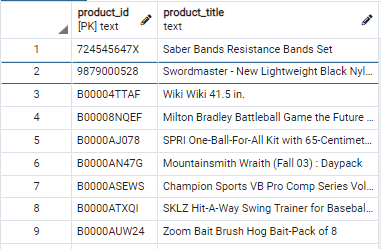 product_id product_title
[PK] text text
1 724545647X Saber Bands Resistance Bands Set
2 9879000528 Swordmaster - New Lightweight Black Nyl...
3 B00004TTAF Wiki Wiki 41.5 in.
4 B00008NQEF Milton Bradley Battleball Game the Future ...
5 B0000AJ078 SPRI One-Ball-For-All Kit with 65-Centimet...
6 B0000AN47G Mountainsmith Wraith (Fall 03) : Daypack
7 B0000ASEWS Champion Sports VB Pro Comp Series Vol...
8 B0000ATXQI SKLZ Hit-A-Way Swing Trainer for Basebal...
9 B0000AUW24 Zoom Bait Brush Hog Bait-Pack of 8